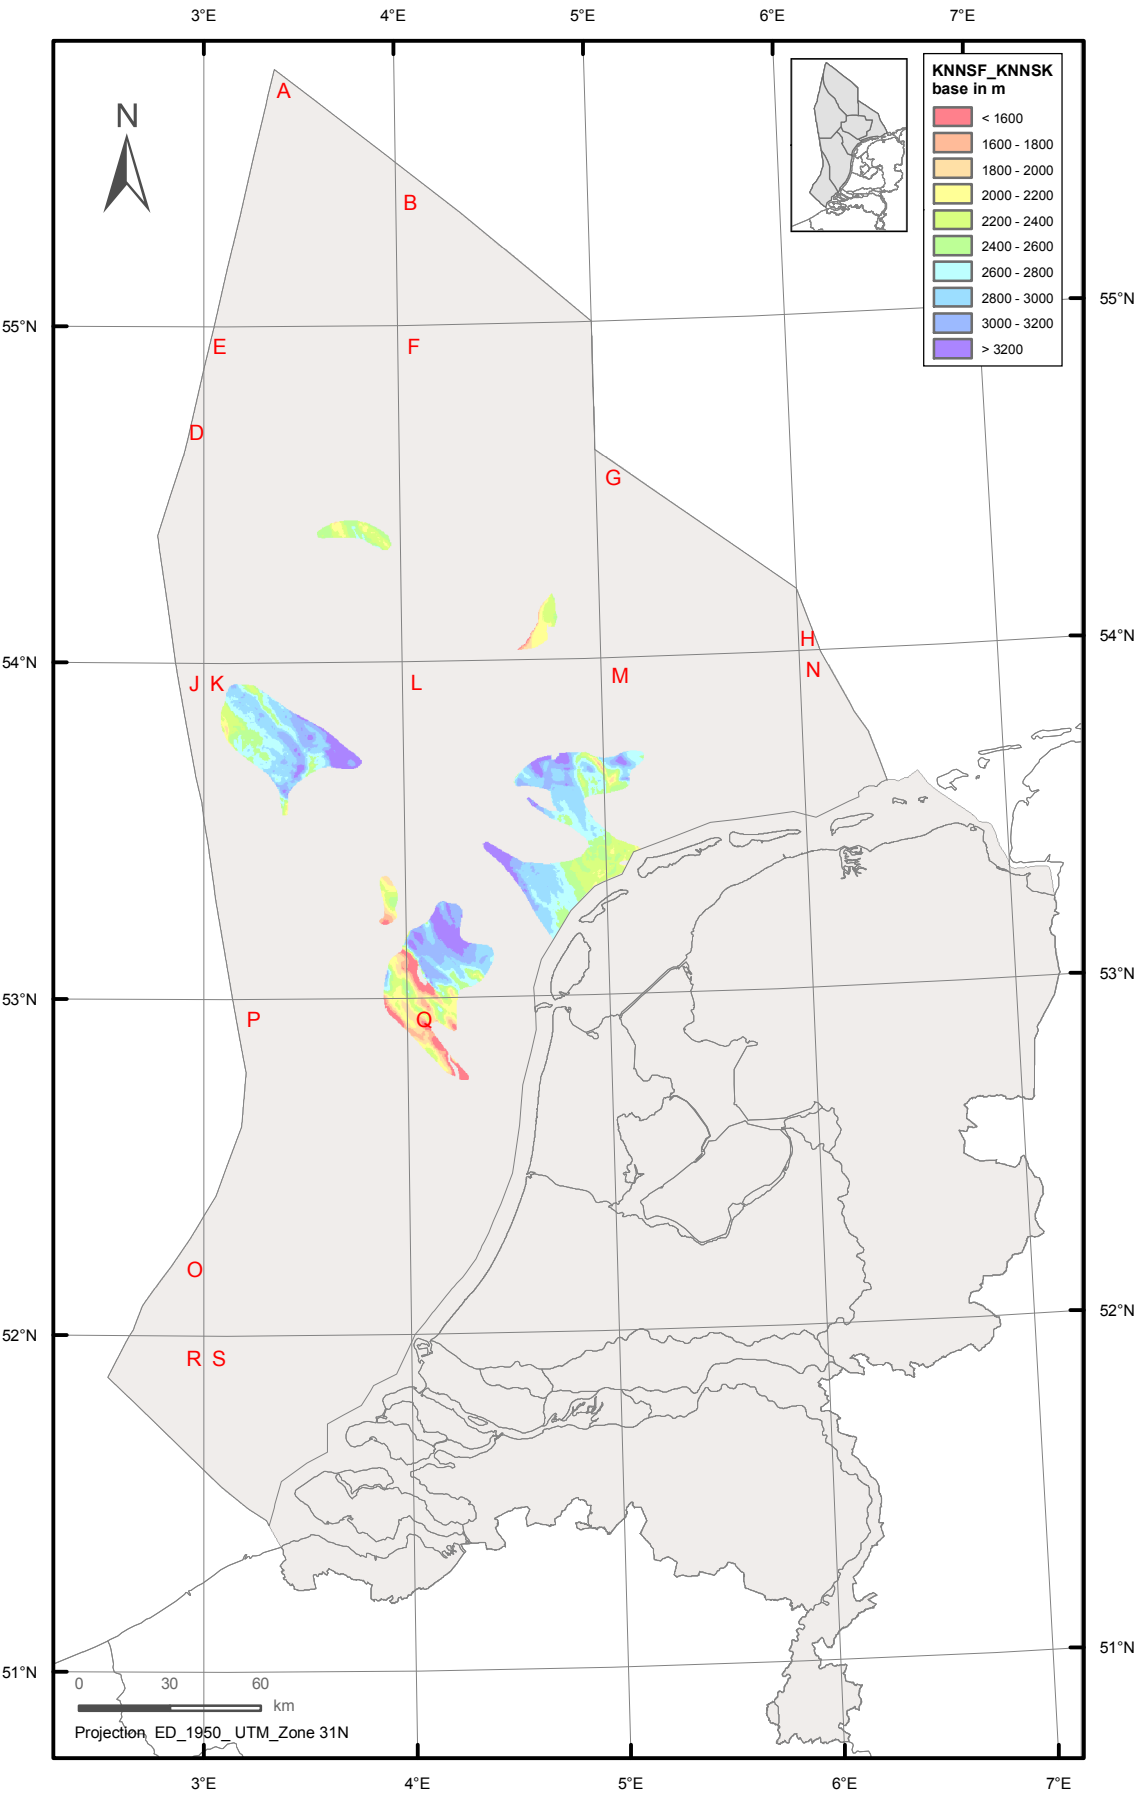 3°E 4°E 5°E 6°E 7°E
KNNSF_KNNSK
base in m
< 1600
1600 - 1800
1800 - 2000
2000 - 2200
2200 - 2400
2400 - 2600
2600 - 2800
2800 - 3000
3000 - 3200
> 3200
N
A
B
55°N 55°N
E F
D
G
H
54°N 54°N
J K L M N
53°N 53°N
P Q
O
52°N 52°N
R S
51°N 51°N
0 30 60
km
Projection ED_1950_ UTM_Zone 31N
3°E 4°E 5°E 6°E 7°E